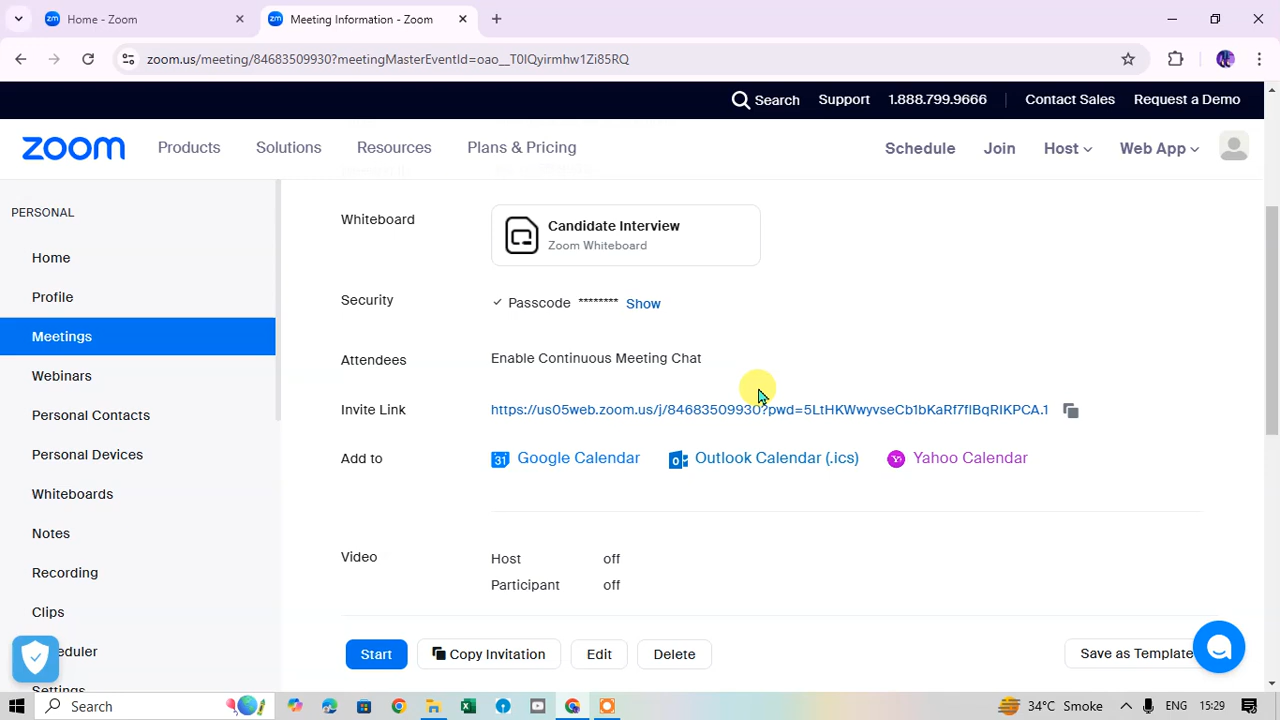 Home - Zoom
Meeting Information - Zoom
zoom.us/meeting/84683509930?meetingMasterEventId=oao__T0lQyirmhw1Zi85RQ
Search Support 1.888.799.9666 Contact Sales Request a Demo
zoom Products Solutions Resources Plans & Pricing Schedule Join Host Web App
PERSONAL
Home
Profile
Meetings
Webinars
Personal Contacts
Personal Devices
Whiteboards
Notes
Recording
Clips
Settings
Whiteboard
Candidate Interview
Zoom Whiteboard
Security Passcode ******** Show
Attendees Enable Continuous Meeting Chat
Invite Link https://us05web.zoom.us/j/84683509930?pwd=5LtHKWwyvseCb1bKaRf7fIBqRIKPCA.1
Add to 31 Google Calendar Outlook Calendar (.ics) Yahoo Calendar
Video Host off
Participant off
Start Copy Invitation Edit Delete Save as Template
Search 34°C Smoke ENG 15:29